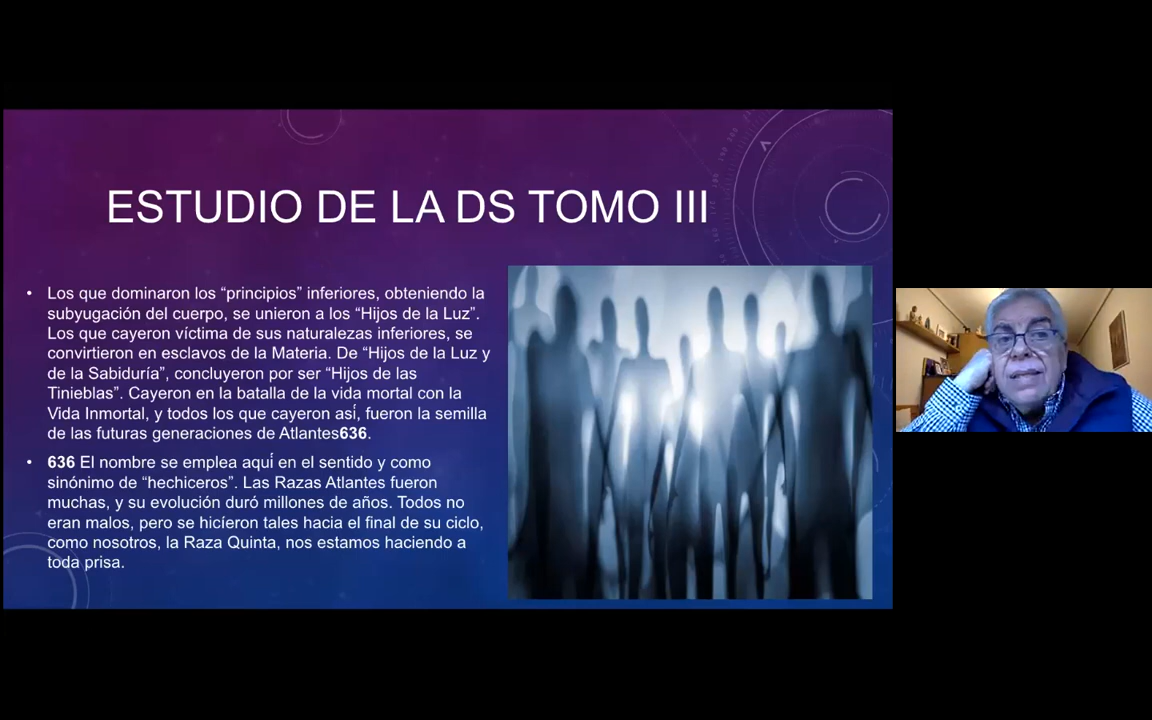 ESTUDIO DE LA DS TOMO III
• Los que dominaron los “principios” inferiores, obteniendo la
subyugación del cuerpo, se unieron a los “Hijos de la Luz”.
Los que cayeron víctima de sus naturalezas inferiores, se
convirtieron en esclavos de la Materia. De “Hijos de la Luz y
de la Sabiduría”, concluyeron por ser “Hijos de las
Tinieblas”. Cayeron en la batalla de la vida mortal con la
Vida Inmortal, y todos los que cayeron así, fueron la semilla
de las futuras generaciones de Atlantes636.
• 636 El nombre se emplea aquí en el sentido y como
sinónimo de “hechiceros”. Las Razas Atlantes fueron
muchas, y su evolución duró millones de años. Todos no
eran malos, pero se hicíeron tales hacia el final de su ciclo,
como nosotros, la Raza Quinta, nos estamos haciendo a
toda prisa.